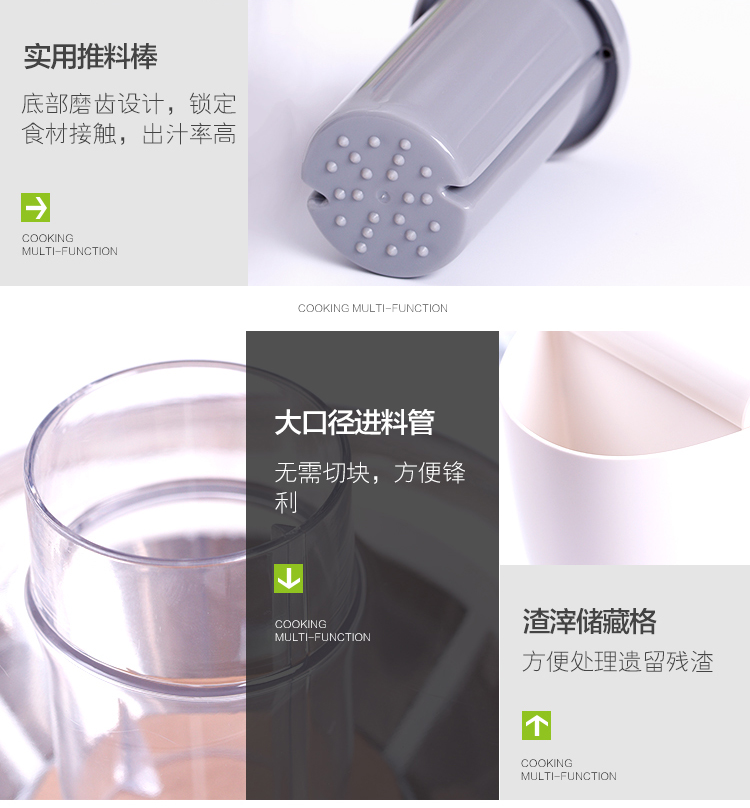 实用推料棒
底部磨齿设计，锁定
食材接触，出汁率高
COOKING
MULTI-FUNCTION
COOKING MULTI-FUNCTION
大口径进料管
无需切块，方便锋
利
COOKING
MULTI-FUNCTION
渣滓储藏格
方便处理遗留残渣
COOKING
MULTI-FUNCTION